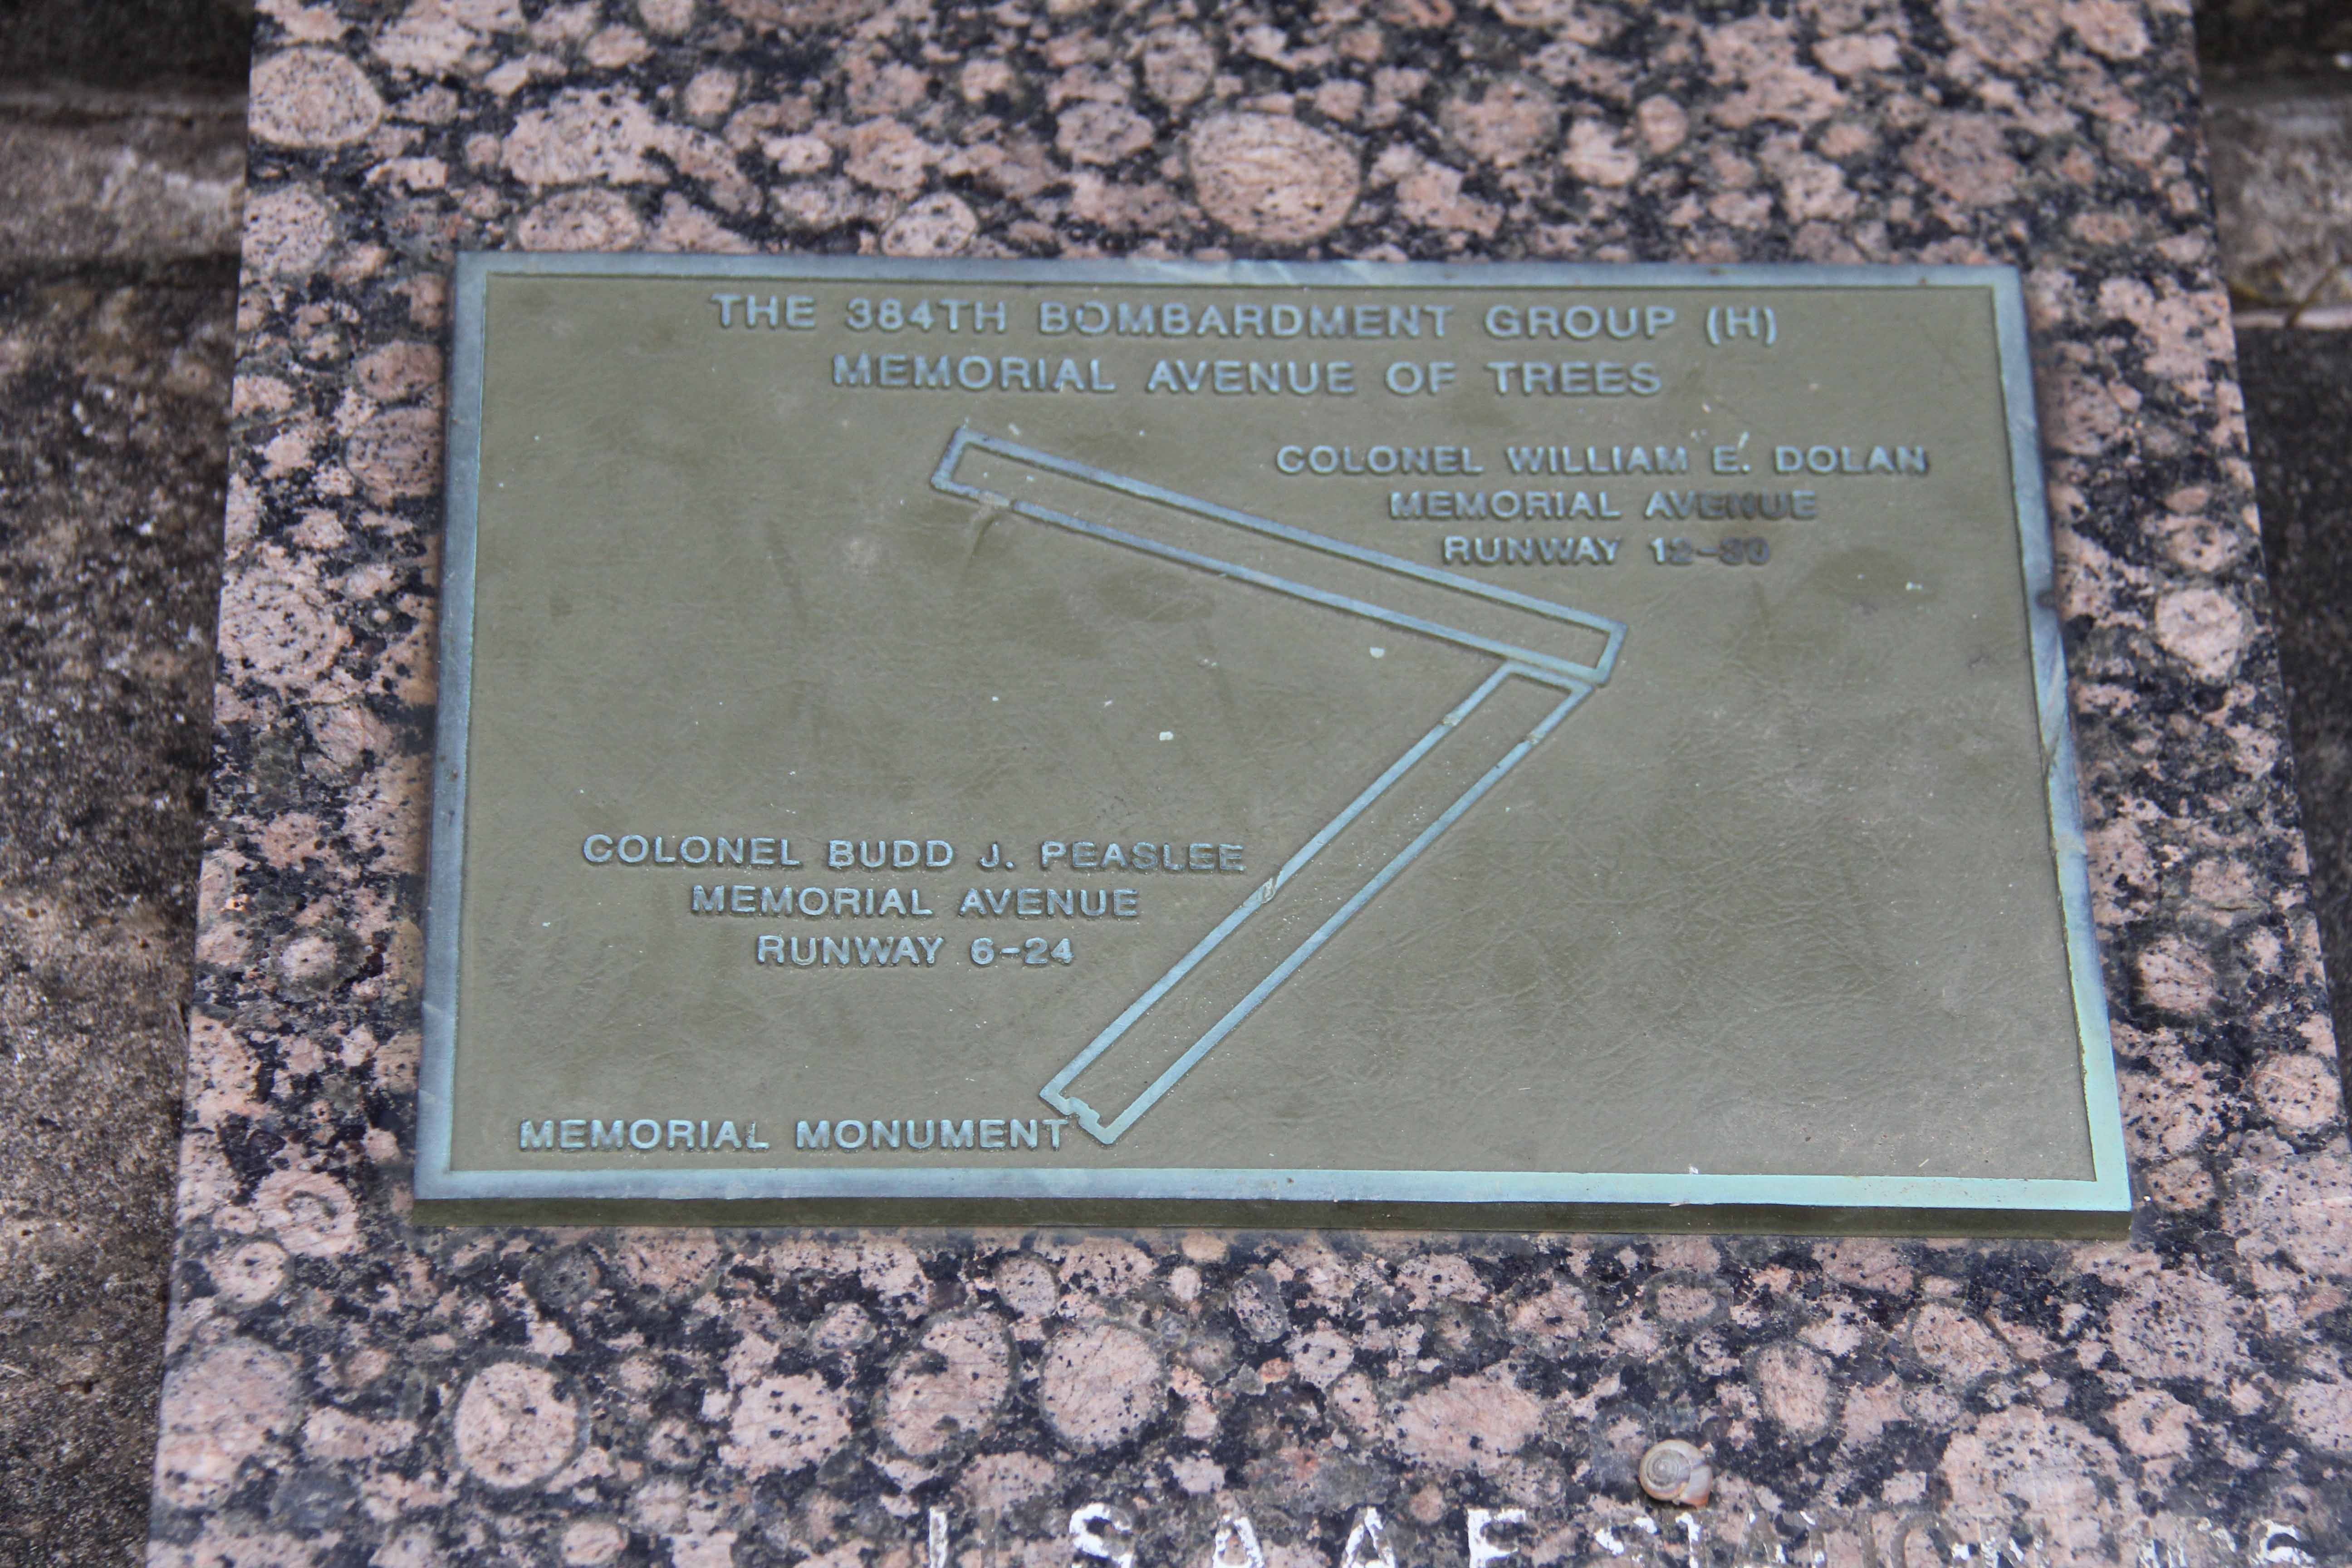 THE 384TH BOMBARDMENT GROUP (H)
MEMORIAL AVENUE OF TREES
COLONEL WILLIAM E. DOLAN
MEMORIAL AVENUE
RUNWAY 12-30
COLONEL BUDD J. PEASLEE
MEMORIAL AVENUE
RUNWAY 6-24
MEMORIAL MONUMENT
U.S.A.A.F. STATION